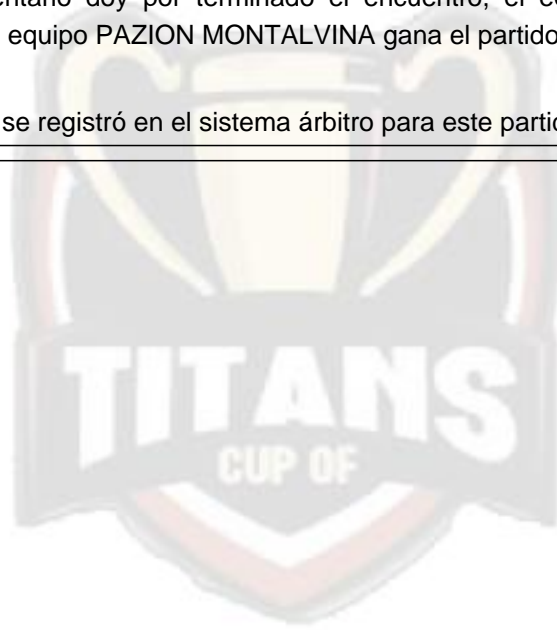 doy por terminado el encuentro, el
equipo PAZION MONTALVINA gana el partido
se registró en el sistema árbitro para este
TITANS
CUP OF